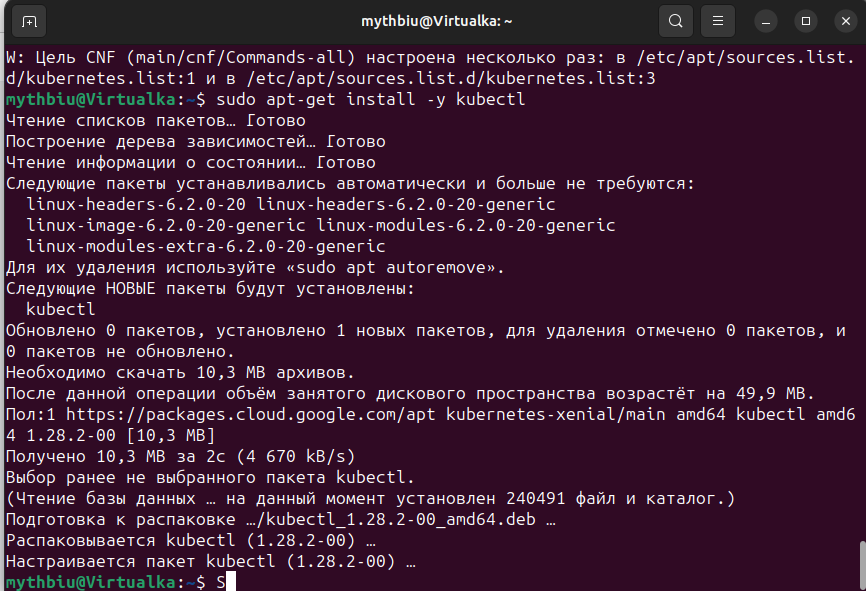 mythbiu@Virtualka: ~
W: Цель CNF (main/cnf/Commands-all) настроена несколько раз: в /etc/apt/sources.list.
d/kubernetes.list:1 и в /etc/apt/sources.list.d/kubernetes.list:3
mythbiu@Virtualka:~$ sudo apt-get install -y kubectl
Чтение списков пакетов… Готово
Построение дерева зависимостей… Готово
Чтение информации о состоянии… Готово
Следующие пакеты устанавливались автоматически и больше не требуются:
  linux-headers-6.2.0-20 linux-headers-6.2.0-20-generic
  linux-image-6.2.0-20-generic linux-modules-6.2.0-20-generic
  linux-modules-extra-6.2.0-20-generic
Для их удаления используйте «sudo apt autoremove».
Следующие НОВЫЕ пакеты будут установлены:
  kubectl
Обновлено 0 пакетов, установлено 1 новых пакетов, для удаления отмечено 0 пакетов, и
0 пакетов не обновлено.
Необходимо скачать 10,3 MB архивов.
После данной операции объём занятого дискового пространства возрастёт на 49,9 MB.
Пол:1 https://packages.cloud.google.com/apt kubernetes-xenial/main amd64 kubectl amd6
4 1.28.2-00 [10,3 MB]
Получено 10,3 MB за 2с (4 670 kB/s)
Выбор ранее не выбранного пакета kubectl.
(Чтение базы данных … на данный момент установлен 240491 файл и каталог.)
Подготовка к распаковке …/kubectl_1.28.2-00_amd64.deb …
Распаковывается kubectl (1.28.2-00) …
Настраивается пакет kubectl (1.28.2-00) …
mythbiu@Virtualka:~$ S